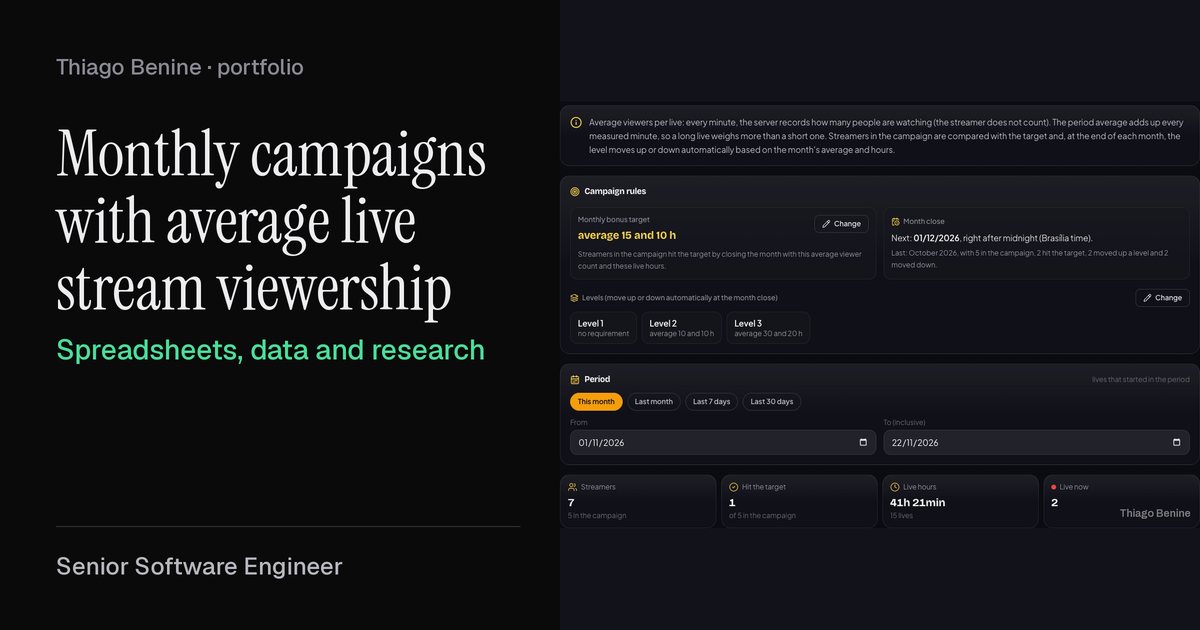 Thiago Benine · portfolio
Monthly campaigns
with average live
stream viewership
Spreadsheets, data and research
Senior Software Engineer
Average viewers per live: every minute, the server records how many people are watching (the streamer does not count). The period average adds up every
measured minute, so a long live weighs more than a short one. Streamers in the campaign are compared with the target and, at the end of each month, the
level moves up or down automatically based on the month's average and hours.
Campaign rules
Monthly bonus target
average 15 and 10 h
Change
Streamers in the campaign hit the target by closing the month with this average viewer
count and these live hours.
Month close
Next: 01/12/2026, right after midnight (Brasília time).
Last: October 2026, with 5 in the campaign, 2 hit the target, 2 moved up a level and 2
moved down.
Levels (move up or down automatically at the month close)
Change
Level 1
no requirement
Level 2
average 10 and 10 h
Level 3
average 30 and 20 h
Period
lives that started in the period
This month
Last month
Last 7 days
Last 30 days
From
01/11/2026
To (inclusive)
22/11/2026
Streamers
7
5 in the campaign
Hit the target
1
of 5 in the campaign
Live hours
41h 21min
15 lives
Live now
2
Thiago Benine